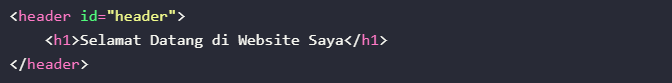 <header id="header">
    <h1>Selamat Datang di Website Saya</h1>
</header>